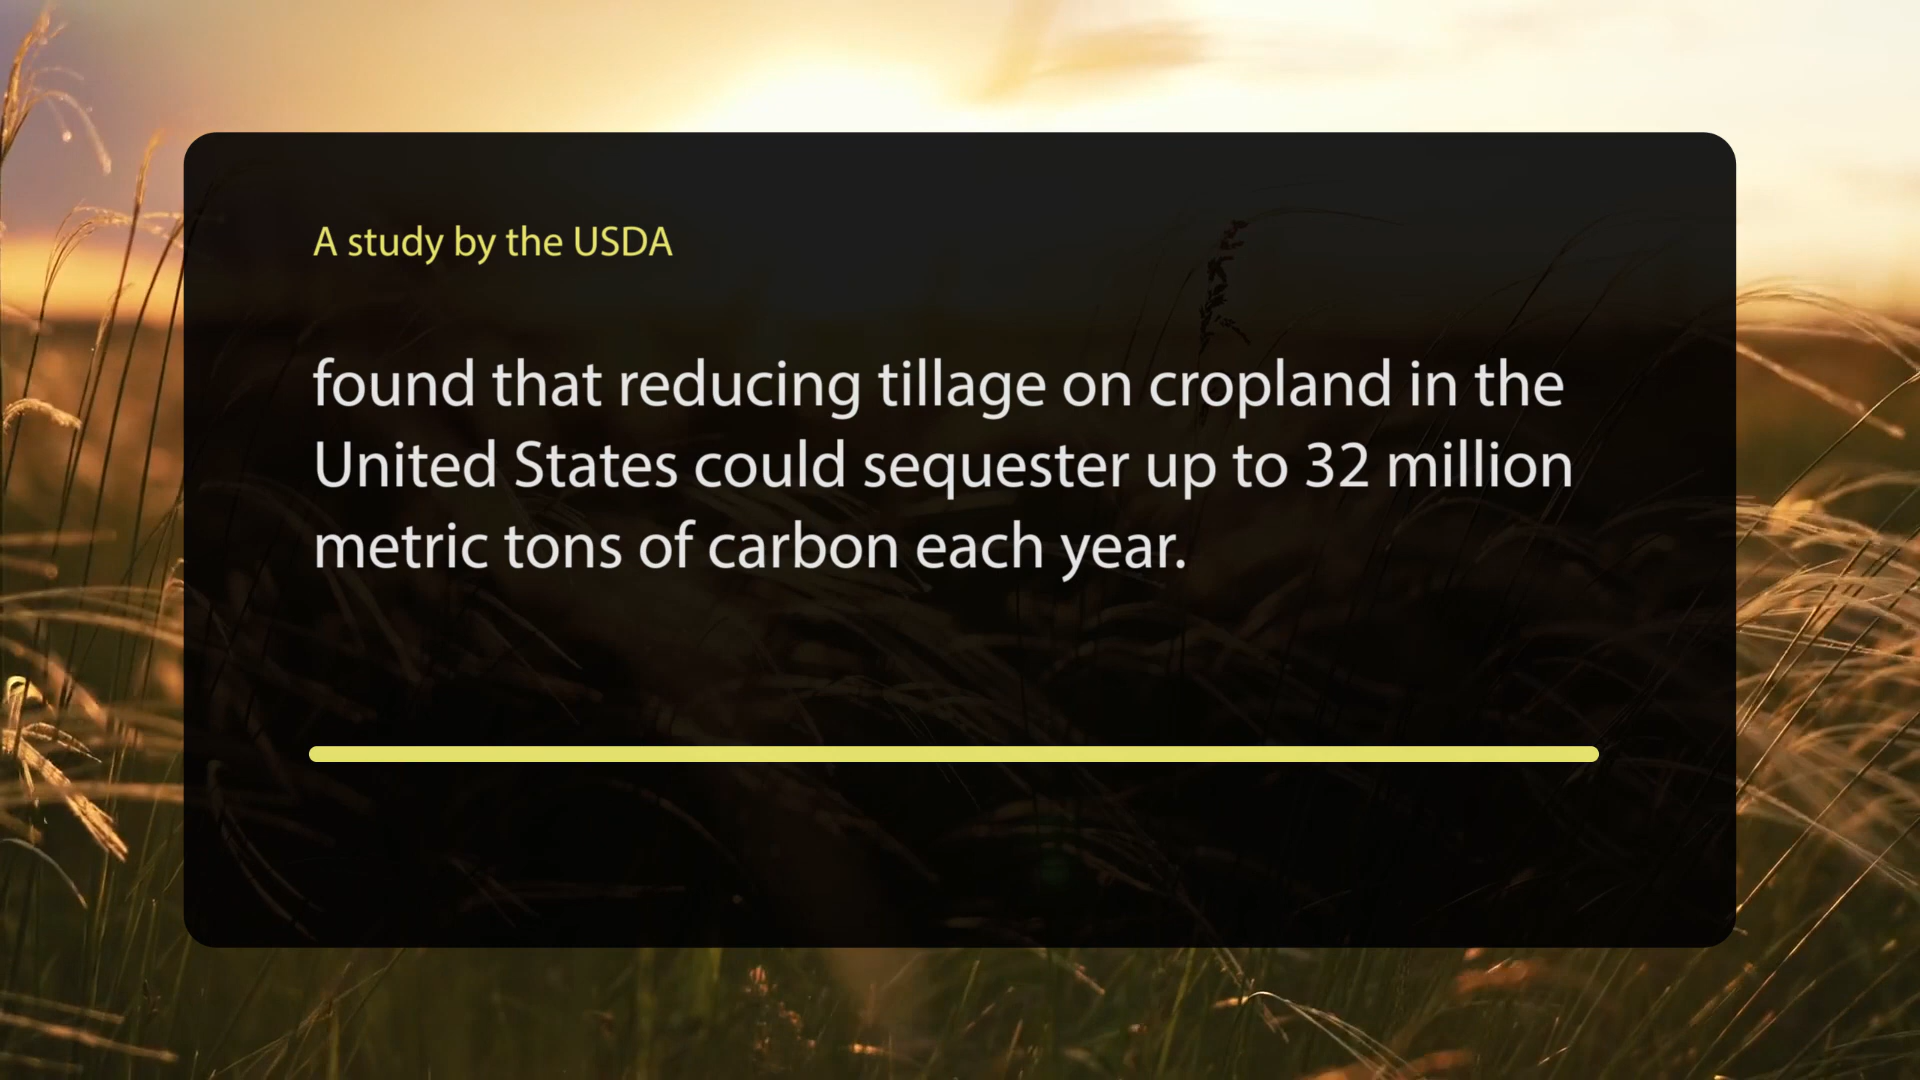 A study by the USDA
found that reducing tillage on cropland in the
United States could sequester up to 32 million
metric tons of carbon each year.